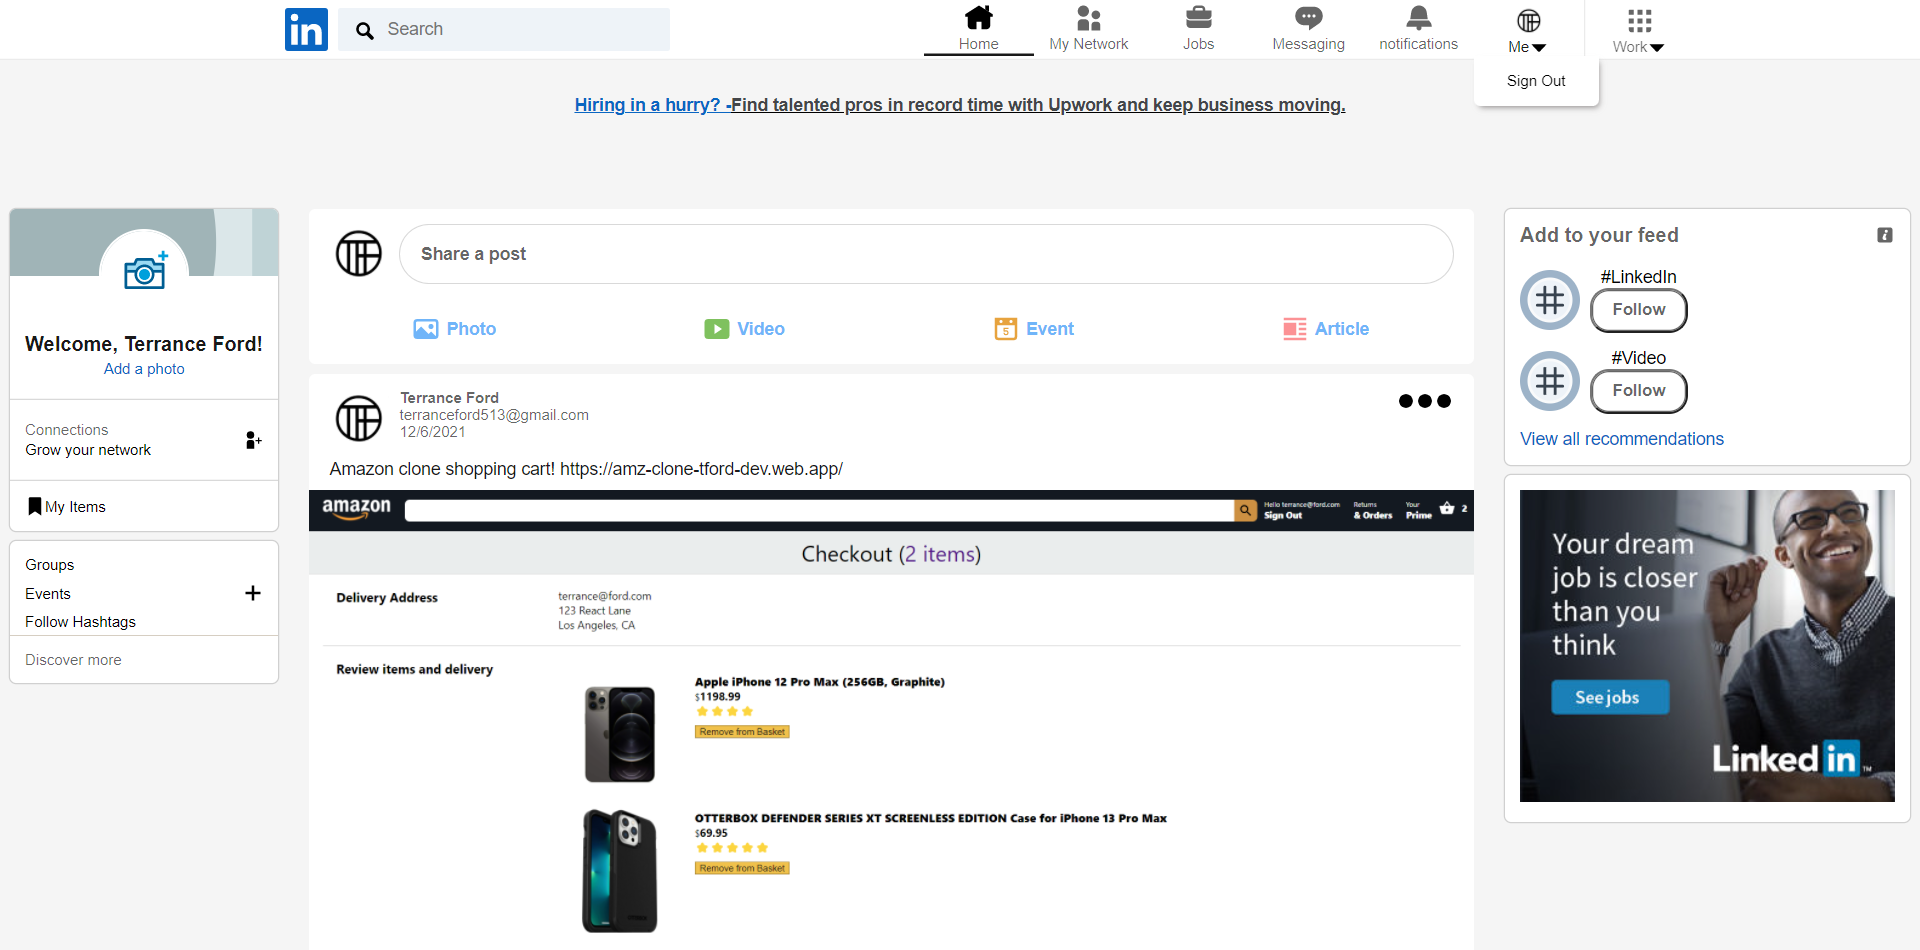 in
Search
Home
My Network
Jobs
Messaging
notifications
Me
Work
Sign Out
Hiring in a hurry? -Find talented pros in record time with Upwork and keep business moving.
Welcome, Terrance Ford!
Add a photo
Connections
Grow your network
My Items
Groups
Events
Follow Hashtags
Discover more
Share a post
Photo
Video
5
Event
Article
Terrance Ford
terranceford513@gmail.com
12/6/2021
Amazon clone shopping cart! https://amz-clone-tford-dev.web.app/
amazon
Hello terrance@ford.com
Sign Out
Returns
& Orders
Your
Prime
2
Checkout (2 items)
Delivery Address
terrance@ford.com
123 React Lane
Los Angeles, CA
Review items and delivery
Apple iPhone 12 Pro Max (256GB, Graphite)
$1198.99
Remove from Basket
OTTERBOX DEFENDER SERIES XT SCREENLESS EDITION Case for iPhone 13 Pro Max
$69.95
Remove from Basket
Add to your feed
#LinkedIn
Follow
#Video
Follow
View all recommendations
Your dream
job is closer
than you
think
See jobs
Linked in ™